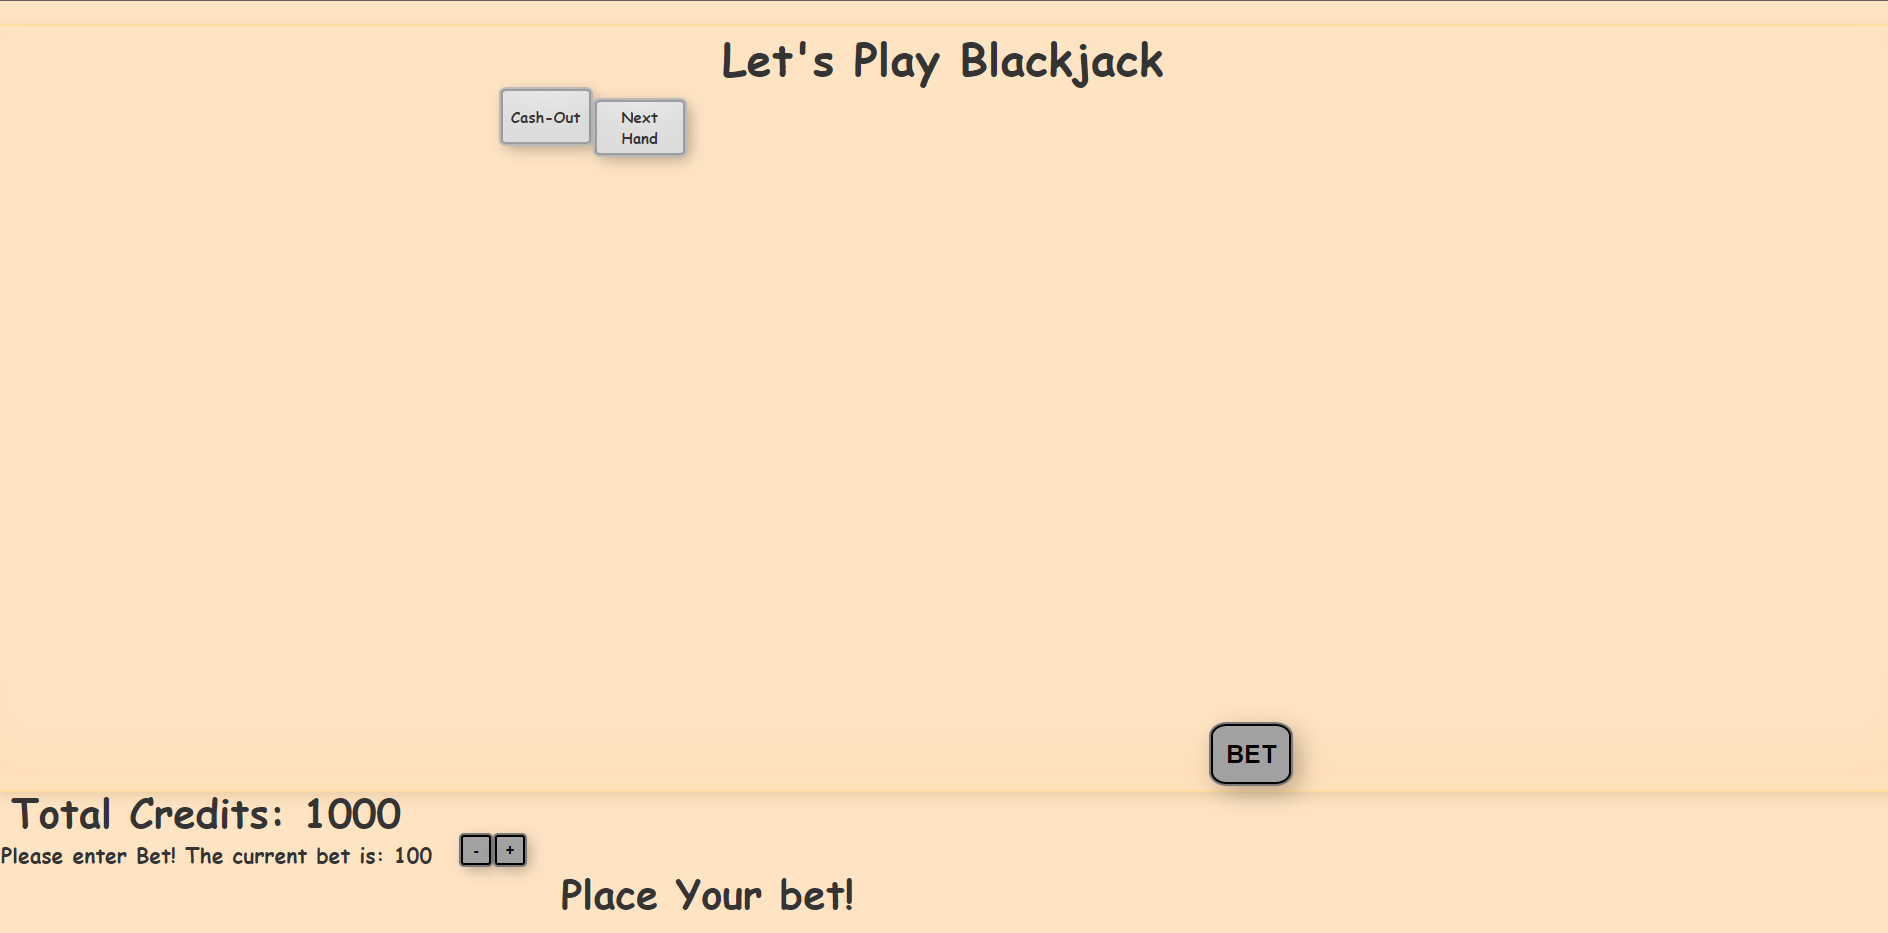 Let's Play Blackjack
Cash-Out
Next
Hand
BET
Total Credits: 1000
Please enter Bet! The current bet is: 100
- +
Place Your bet!